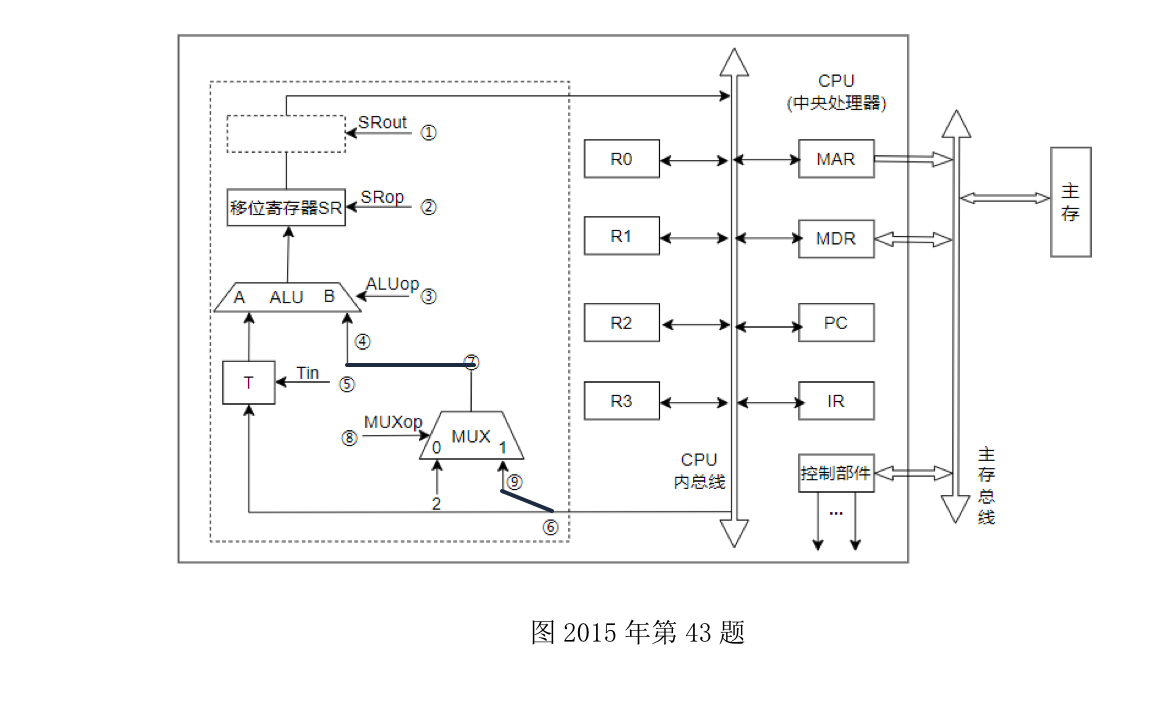 CPU
(中央处理器)
SRout
①
R0
MAR
移位寄存器SR
SRop
②
主
存
R1
MDR
A ALU B
ALUop
③
④
R2
PC
T
Tin
⑤
⑦
R3
IR
MUXop
⑧
0 MUX 1
⑨
2
⑥
CPU
内总线
控制部件
...
主
存
总
线
图 2015 年第 43 题